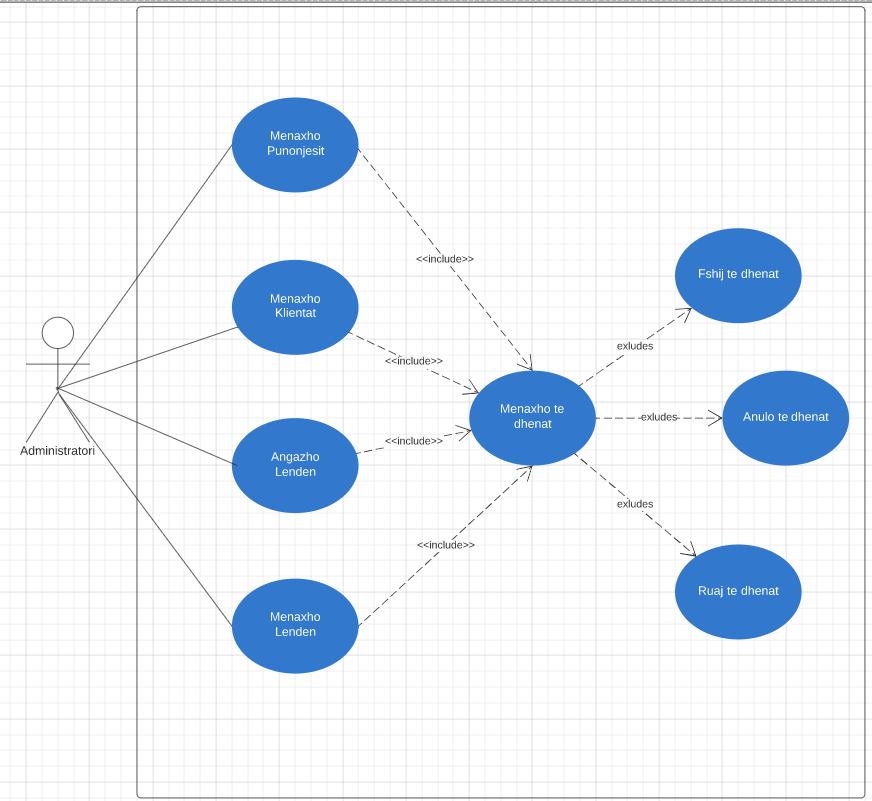 Menaxho
Punonjesit
<<include>>
Fshij te dhenat
Menaxho
Klientat
exludes
<<include>>
Menaxho te
dhenat
exludes
Anulo te dhenat
Administratori
<<include>>
Angazho
Lenden
exludes
<<include>>
Ruaj te dhenat
Menaxho
Lenden